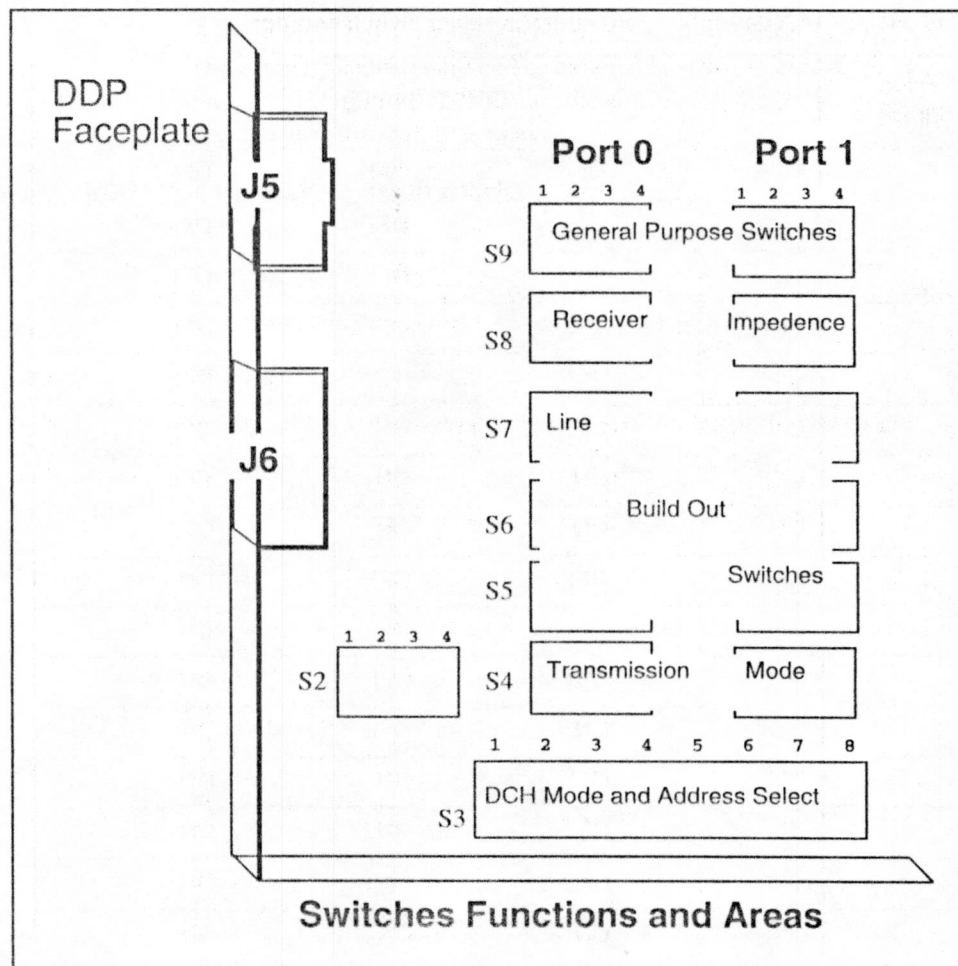 DDP
Faceplate
J5
J6
Port 0 Port 1
1 2 3 4 1 2 3 4
S9 General Purpose Switches
S8 Receiver Impedence
S7 Line
S6 Build Out
S5 Switches
1 2 3 4
S2
S4 Transmission Mode
1 2 3 4 5 6 7 8
S3 DCH Mode and Address Select
Switches Functions and Areas